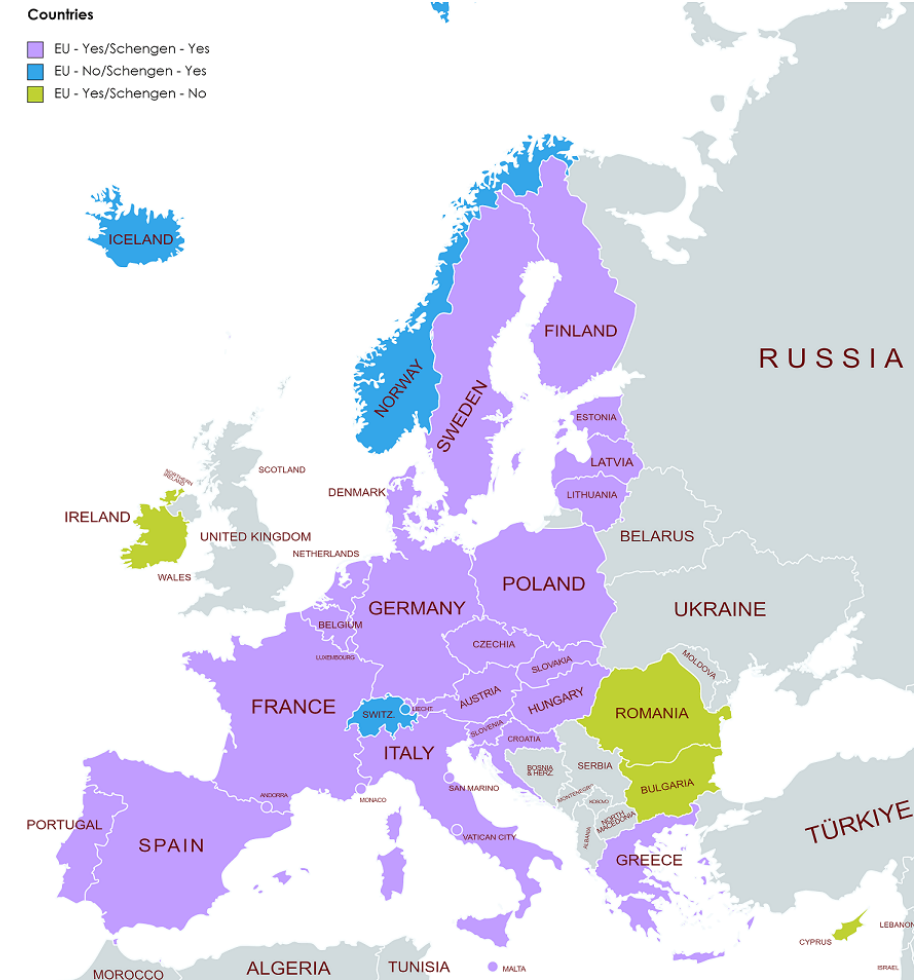 Countries
EU - Yes/Schengen - Yes
EU - No/Schengen - Yes
EU - Yes/Schengen - No
ICELAND
FINLAND
RUSSIA
NORWAY
SWEDEN
ESTONIA
LATVIA
SCOTLAND
NORTHERN
IRELAND
DENMARK
LITHUANIA
IRELAND
UNITED KINGDOM
BELARUS
NETHERLANDS
WALES
POLAND
GERMANY
UKRAINE
BELGIUM
CZECHIA
LUXEMBOURG
SLOVAKIA
MOLDOVA
AUSTRIA
HUNGARY
FRANCE
SWITZ.
LIECHT.
ROMANIA
SLOVENIA
CROATIA
ITALY
BOSNIA
& HERZ.
SERBIA
SAN MARINO
BULGARIA
ANDORRA
MONACO
MONTENEGRO
KOSOVO
NORTH
MACEDONIA
PORTUGAL
SPAIN
VATICAN CITY
ALBANIA
TÜRKIYE
GREECE
CYPRUS
LEBANON
MOROCCO
ALGERIA
TUNISIA
MALTA
ISRAEL